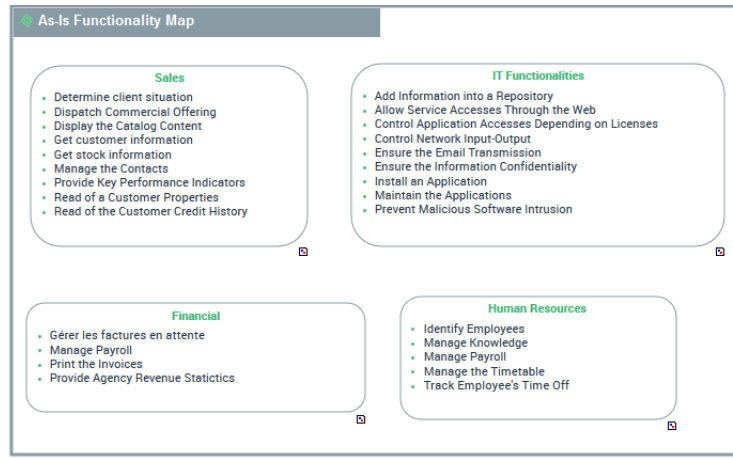 As-Is Functionality Map
Sales
Determine client situation
Dispatch Commercial Offering
Display the Catalog Content
Get customer information
Get stock information
Manage the Contacts
Provide Key Performance Indicators
Read of a Customer Properties
Read of the Customer Credit History
IT Functionalities
Add Information into a Repository
Allow Service Accesses Through the Web
Control Application Accesses Depending on Licenses
Control Network Input-Output
Ensure the Email Transmission
Ensure the Information Confidentiality
Install an Application
Maintain the Applications
Prevent Malicious Software Intrusion
Financial
Gérer les factures en attente
Manage Payroll
Print the Invoices
Provide Agency Revenue Statictics
Human Resources
Identify Employees
Manage Knowledge
Manage Payroll
Manage the Timetable
Track Employee's Time Off